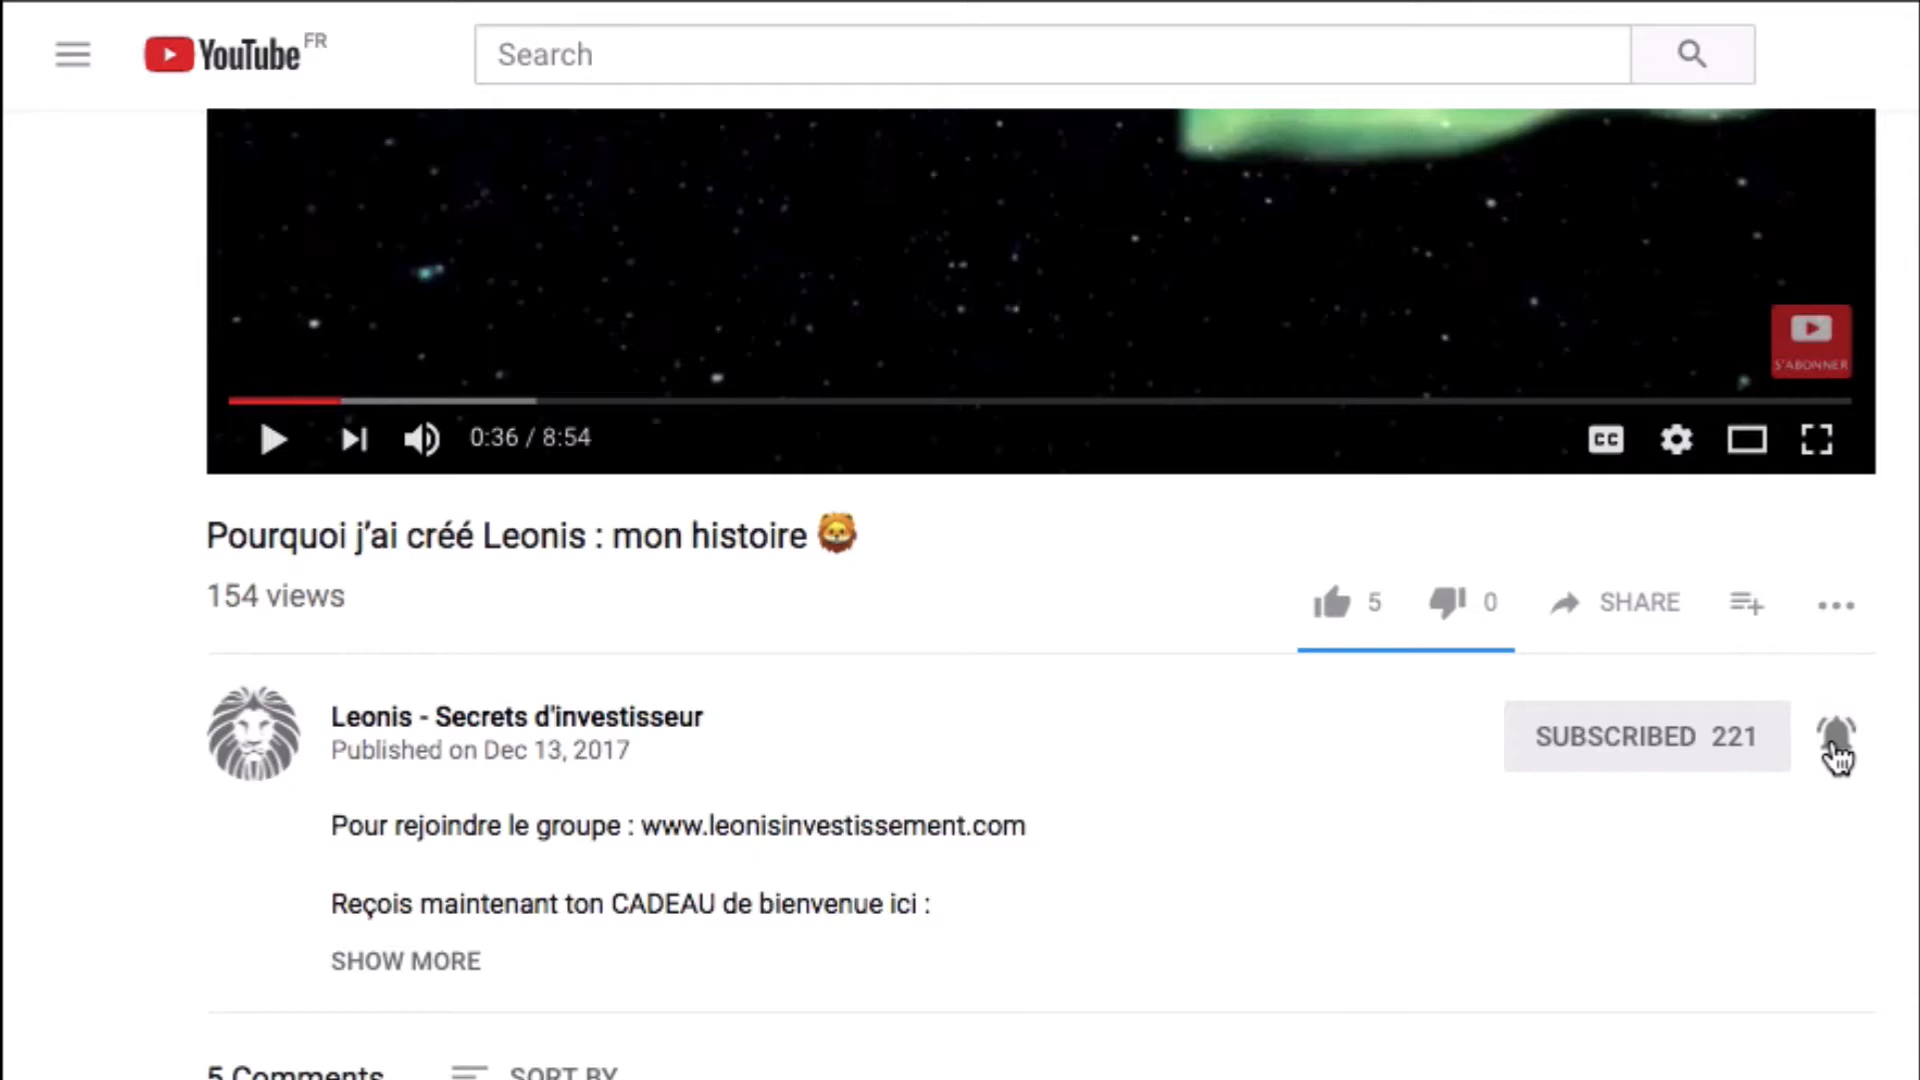 YouTube FR
Search
S'ABONNER
0:36 / 8:54
CC
Pourquoi j'ai créé Leonis : mon histoire
154 views
5 0 SHARE
Leonis - Secrets d'investisseur
Published on Dec 13, 2017
SUBSCRIBED 221
Pour rejoindre le groupe : www.leonisinvestissement.com
Reçois maintenant ton CADEAU de bienvenue ici :
SHOW MORE
5 Comments SORT BY